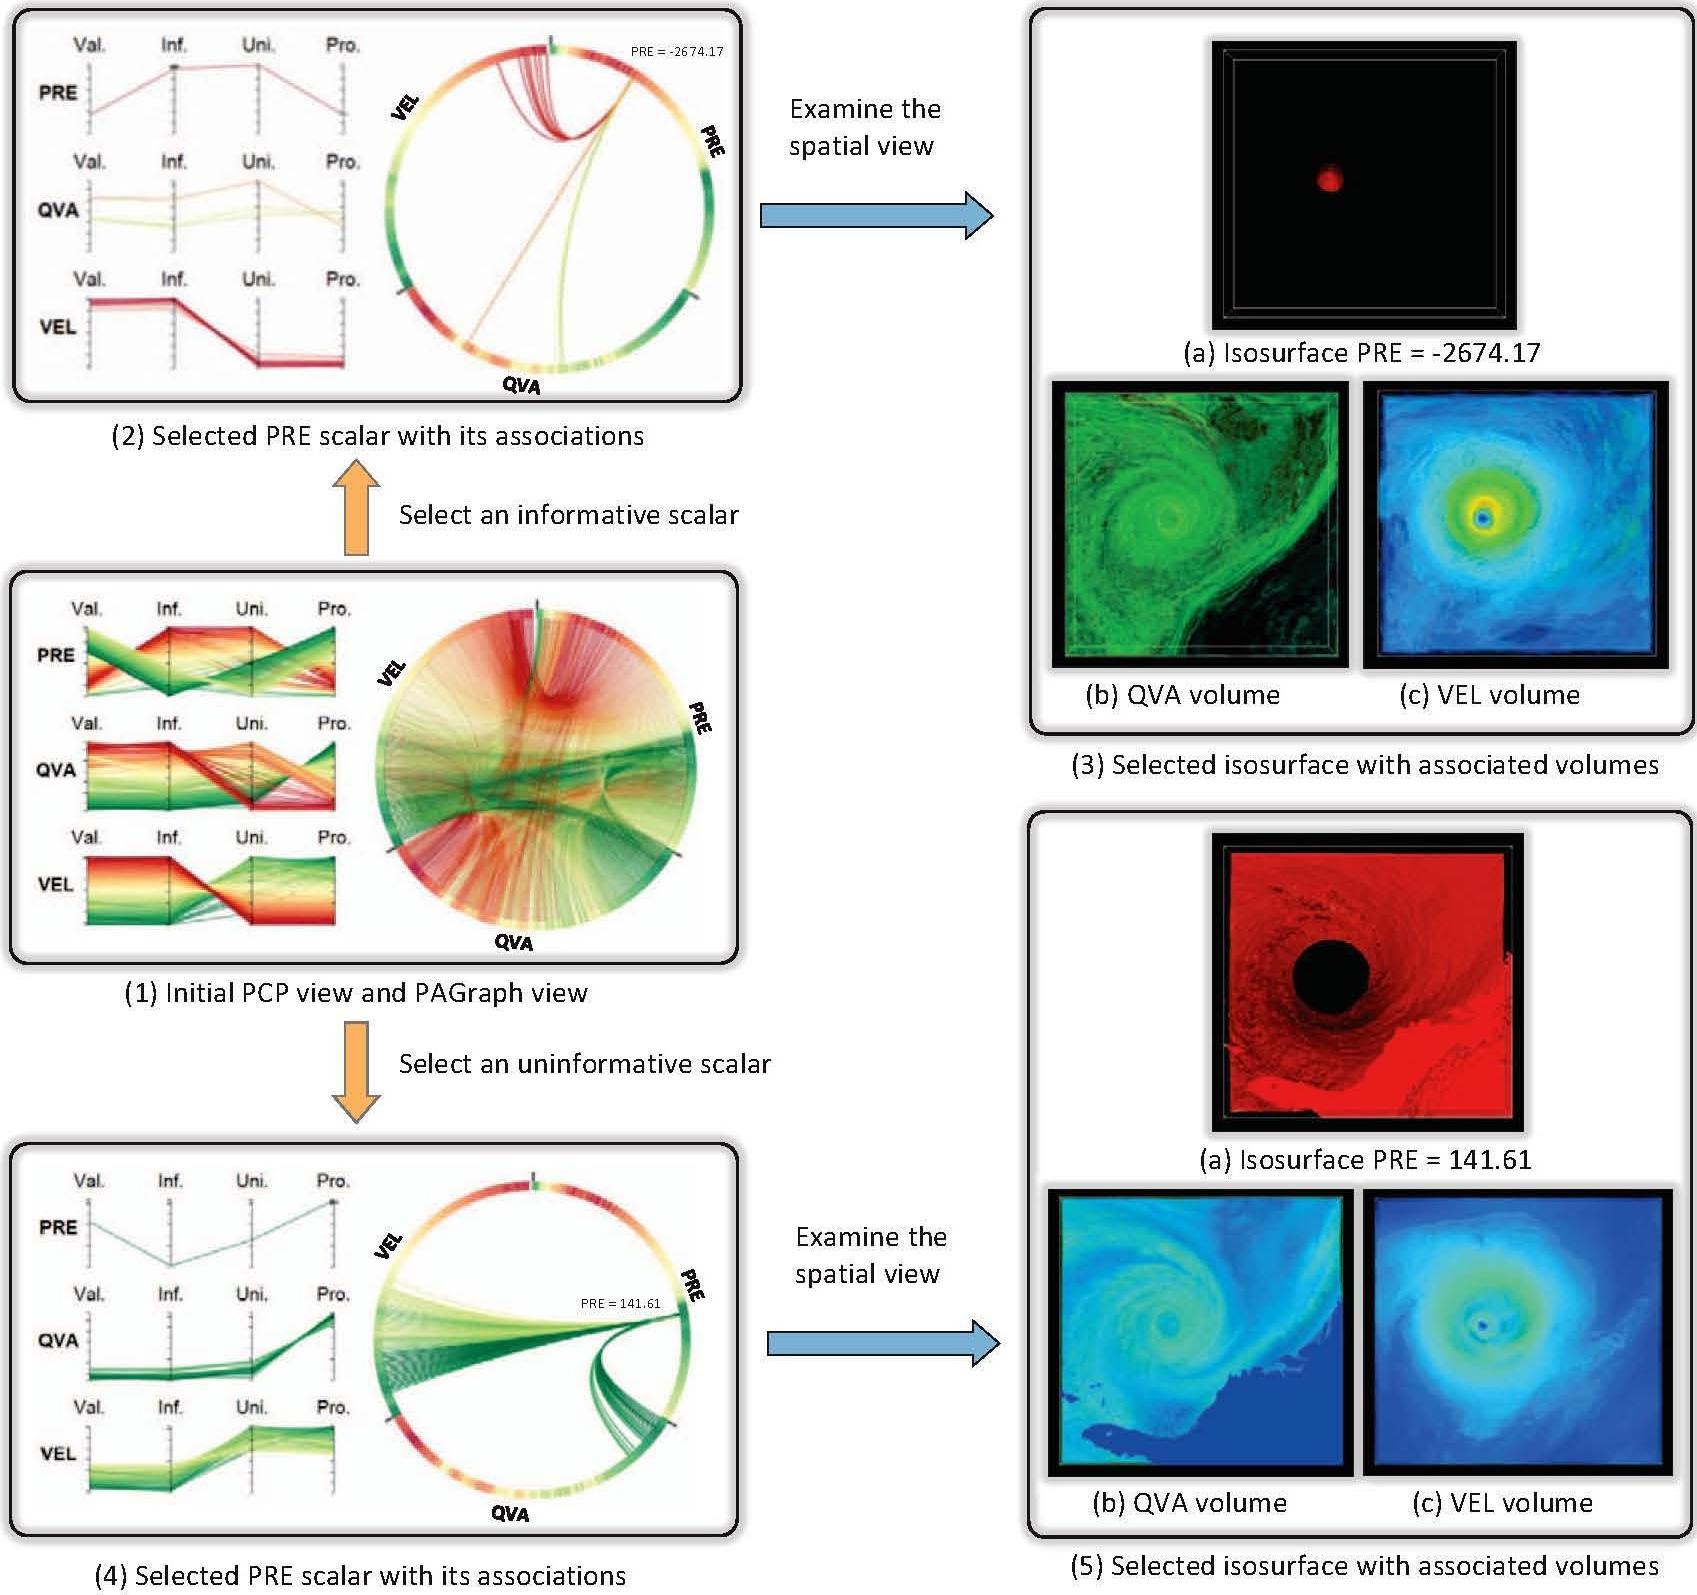 Val. Inf. Uni. Pro.
PRE
Val. Inf. Uni. Pro.
QVA
Val. Inf. Uni. Pro.
VEL
PRE = -2674.17
VEL
PRE
QVA
(2) Selected PRE scalar with its associations
Examine the
spatial view
(a) Isosurface PRE = -2674.17
(b) QVA volume
(c) VEL volume
(3) Selected isosurface with associated volumes
Select an informative scalar
Val. Inf. Uni. Pro.
PRE
Val. Inf. Uni. Pro.
QVA
Val. Inf. Uni. Pro.
VEL
VEL
PRE
QVA
(1) Initial PCP view and PAGraph view
Select an uninformative scalar
Val. Inf. Uni. Pro.
PRE
Val. Inf. Uni. Pro.
QVA
Val. Inf. Uni. Pro.
VEL
VEL
PRE
PRE = 141.61
QVA
(4) Selected PRE scalar with its associations
Examine the
spatial view
(a) Isosurface PRE = 141.61
(b) QVA volume
(c) VEL volume
(5) Selected isosurface with associated volumes